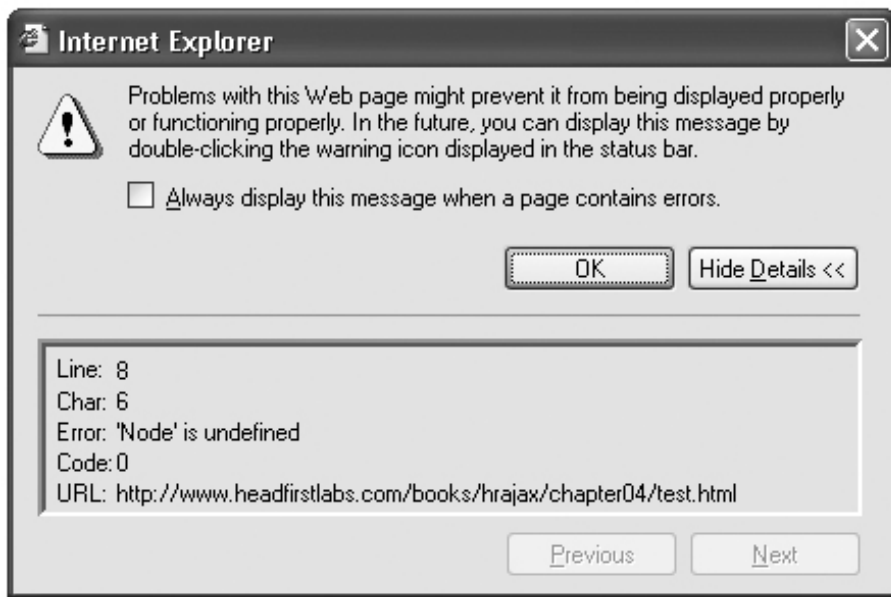 Internet Explorer
Problems with this Web page might prevent it from being displayed properly
or functioning properly. In the future, you can display this message by
double-clicking the warning icon displayed in the status bar.
Always display this message when a page contains errors.
OK
Hide Details <<
Line: 8
Char: 6
Error: 'Node' is undefined
Code: 0
URL: http://www.headfirstlabs.com/books/hrajax/chapter04/test.html
Previous
Next